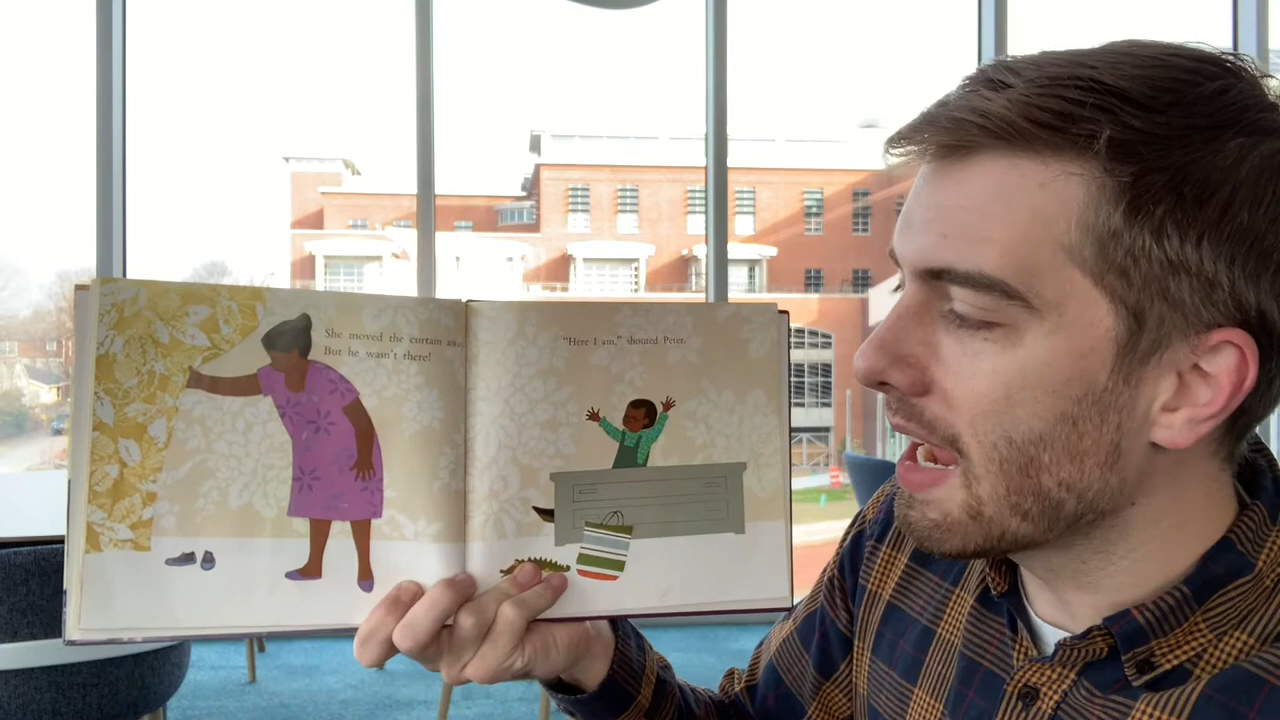 She moved the curtain
But he wasn't there!
"Here I am," shouted Peter.